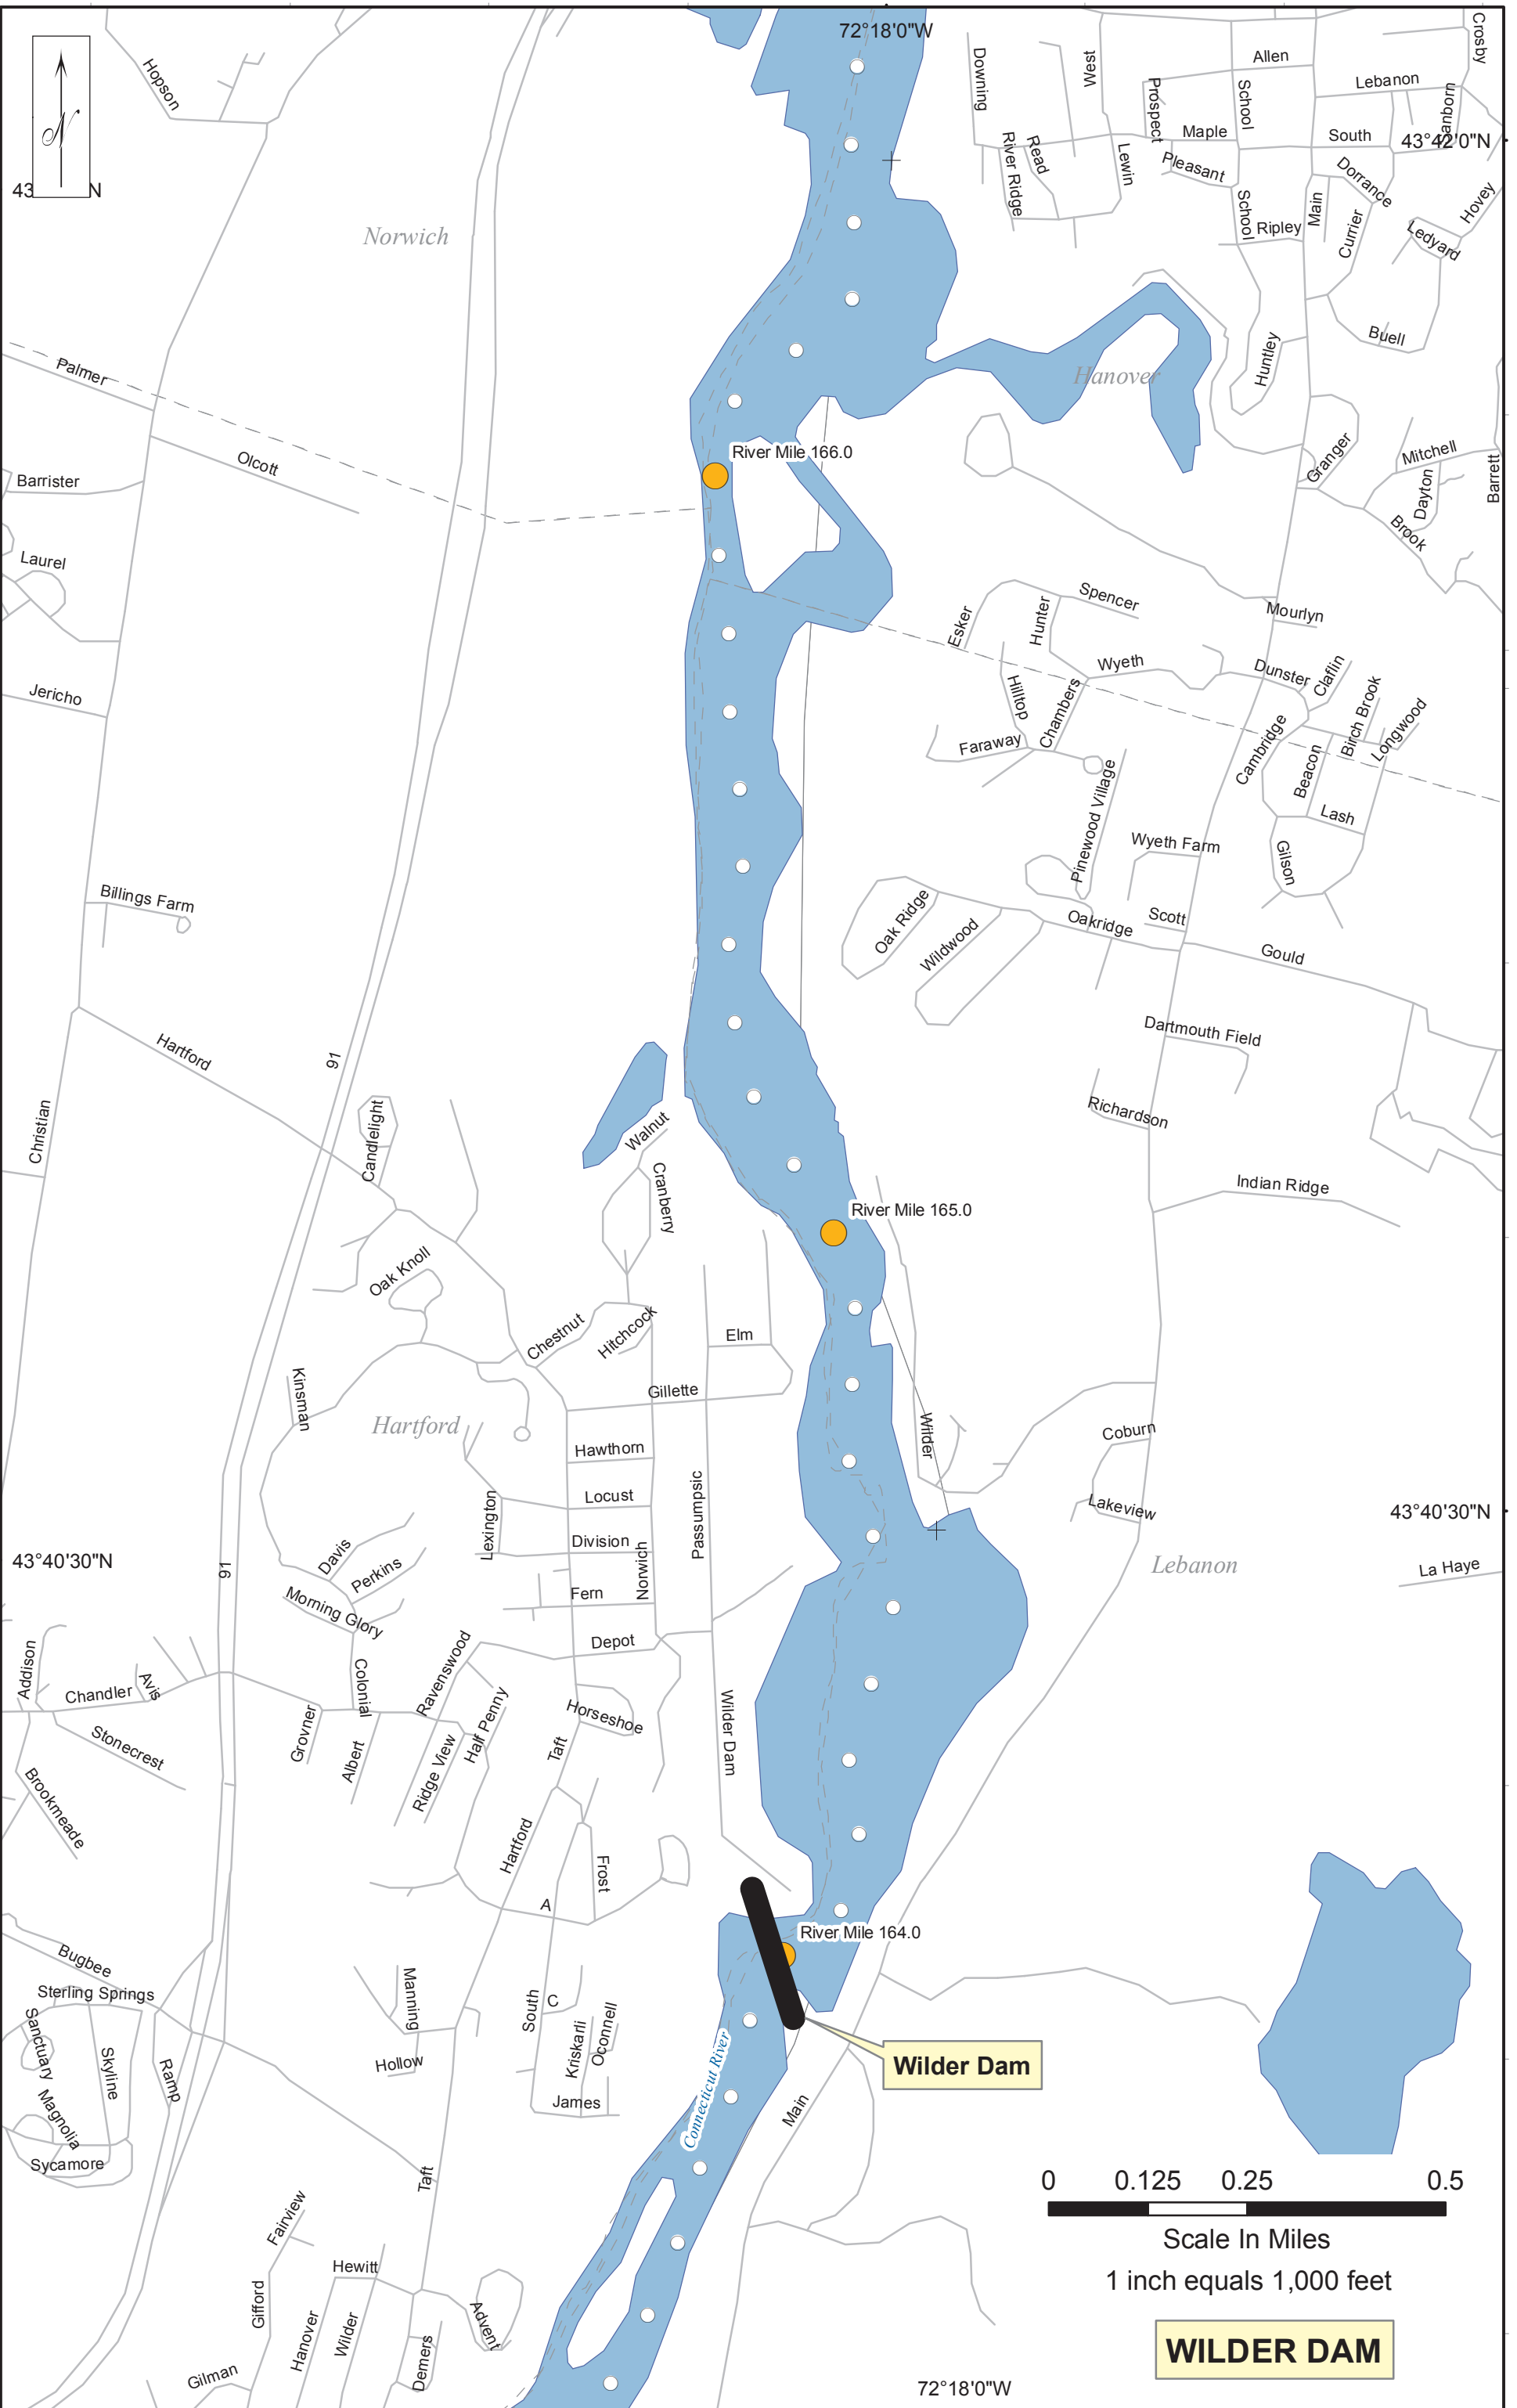 72°18'0"W
Crosby
Hopson
Downing
West
Allen
Prospect
School
Lebanon
N
Maple
South
43°42'0"N
River Ridge
Read
Lewin
Pleasant
Dorrance
Hovey
School
Main
Ripley
Currier
Ledyard
Norwich
Buell
Huntley
Hanover
Palmer
Olcott
River Mile 166.0
Granger
Mitchell
Barrister
Dayton
Barrett
Brook
Laurel
Spencer
Esker
Hunter
Mourlyn
Wyeth
Dunster
Claflin
Jericho
Hilltop
Chambers
Birch Brook
Longwood
Faraway
Cambridge
Beacon
Pinewood Village
Lash
Wyeth Farm
Gilson
Billings Farm
Oak Ridge
Wildwood
Oakridge
Scott
Gould
Hartford
91
Dartmouth Field
Christian
Candlelight
Walnut
Richardson
Cranberry
Indian Ridge
River Mile 165.0
Oak Knoll
Chestnut
Hitchcock
Elm
Kinsman
Gillette
Hartford
Wilder
Coburn
Hawthorn
Locust
Passumpsic
Lexington
Lakeview
43°40'30"N
43°40'30"N
91
Davis
Division
Norwich
Lebanon
La Haye
Perkins
Fern
Morning Glory
Depot
Addison
Avis
Chandler
Colonial
Ravenswood
Half Penny
Horseshoe
Wilder Dam
Grovner
Stonecrest
Albert
Ridge View
Taft
Brookmeade
Hartford
Frost
A
River Mile 164.0
Bugbee
Sterling Springs
Manning
South
C
Sanctuary
Skyline
Ramp
Hollow
Kriskarli
Oconnell
Connecticut River
Wilder Dam
Magnolia
James
Main
Sycamore
Taft
0 0.125 0.25 0.5
Scale In Miles
1 inch equals 1,000 feet
Fairview
Hewitt
Gifford
Hanover
Wilder
Advent
Demers
Gilman
WILDER DAM
72°18'0"W